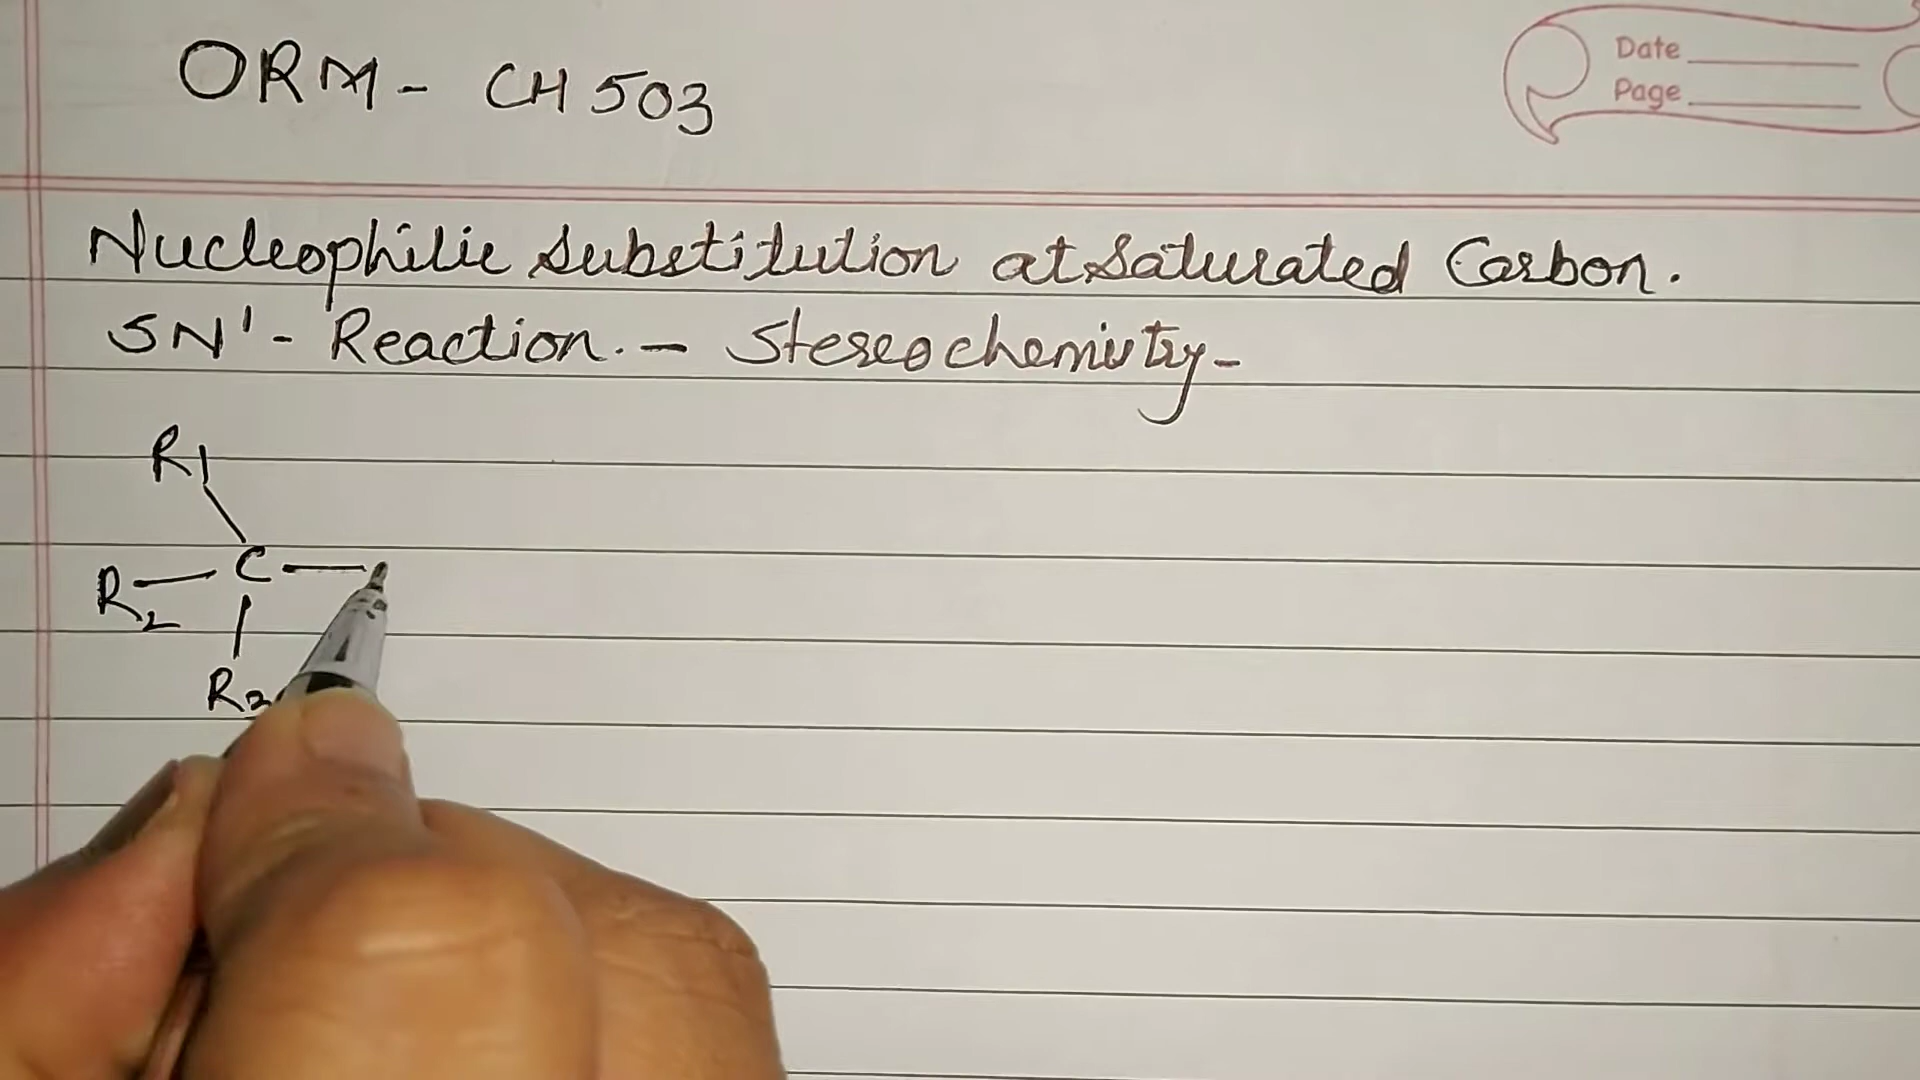 ORM - CH 503
Date
Page
Nucleophilic Substitution at Saturated Carbon.
SN' - Reaction. - Stereochemistry -
R1
R2 — C —
R3